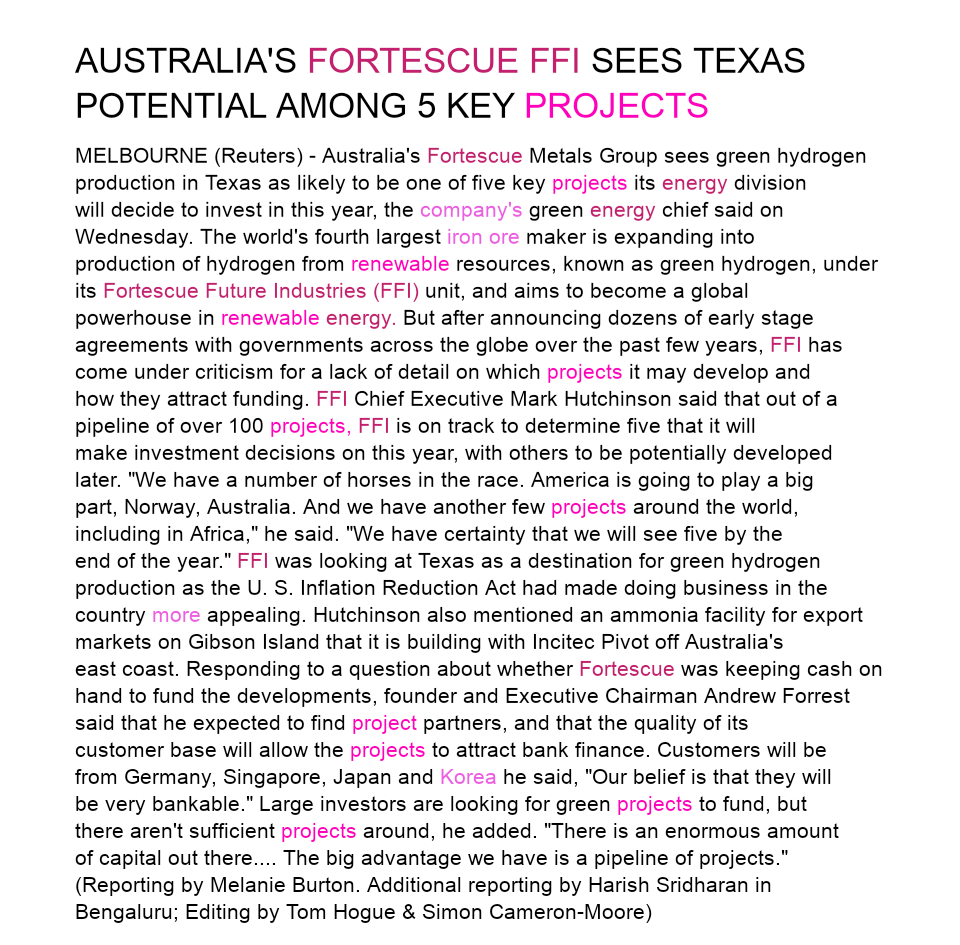 AUSTRALIA'S FORTESCUE FFI SEES TEXAS
POTENTIAL AMONG 5 KEY PROJECTS
MELBOURNE (Reuters) - Australia's Fortescue Metals Group sees green hydrogen
production in Texas as likely to be one of five key projects its energy division
will decide to invest in this year, the company's green energy chief said on
Wednesday. The world's fourth largest iron ore maker is expanding into
production of hydrogen from renewable resources, known as green hydrogen, under
its Fortescue Future Industries (FFI) unit, and aims to become a global
powerhouse in renewable energy. But after announcing dozens of early stage
agreements with governments across the globe over the past few years, FFI has
come under criticism for a lack of detail on which projects it may develop and
how they attract funding. FFI Chief Executive Mark Hutchinson said that out of a
pipeline of over 100 projects, FFI is on track to determine five that it will
make investment decisions on this year, with others to be potentially developed
later. "We have a number of horses in the race. America is going to play a big
part, Norway, Australia. And we have another few projects around the world,
including in Africa," he said. "We have certainty that we will see five by the
end of the year." FFI was looking at Texas as a destination for green hydrogen
production as the U. S. Inflation Reduction Act had made doing business in the
country more appealing. Hutchinson also mentioned an ammonia facility for export
markets on Gibson Island that it is building with Incitec Pivot off Australia's
east coast. Responding to a question about whether Fortescue was keeping cash on
hand to fund the developments, founder and Executive Chairman Andrew Forrest
said that he expected to find project partners, and that the quality of its
customer base will allow the projects to attract bank finance. Customers will be
from Germany, Singapore, Japan and Korea he said, "Our belief is that they will
be very bankable." Large investors are looking for green projects to fund, but
there aren't sufficient projects around, he added. "There is an enormous amount
of capital out there.... The big advantage we have is a pipeline of projects."
(Reporting by Melanie Burton. Additional reporting by Harish Sridharan in
Bengaluru; Editing by Tom Hogue & Simon Cameron-Moore)